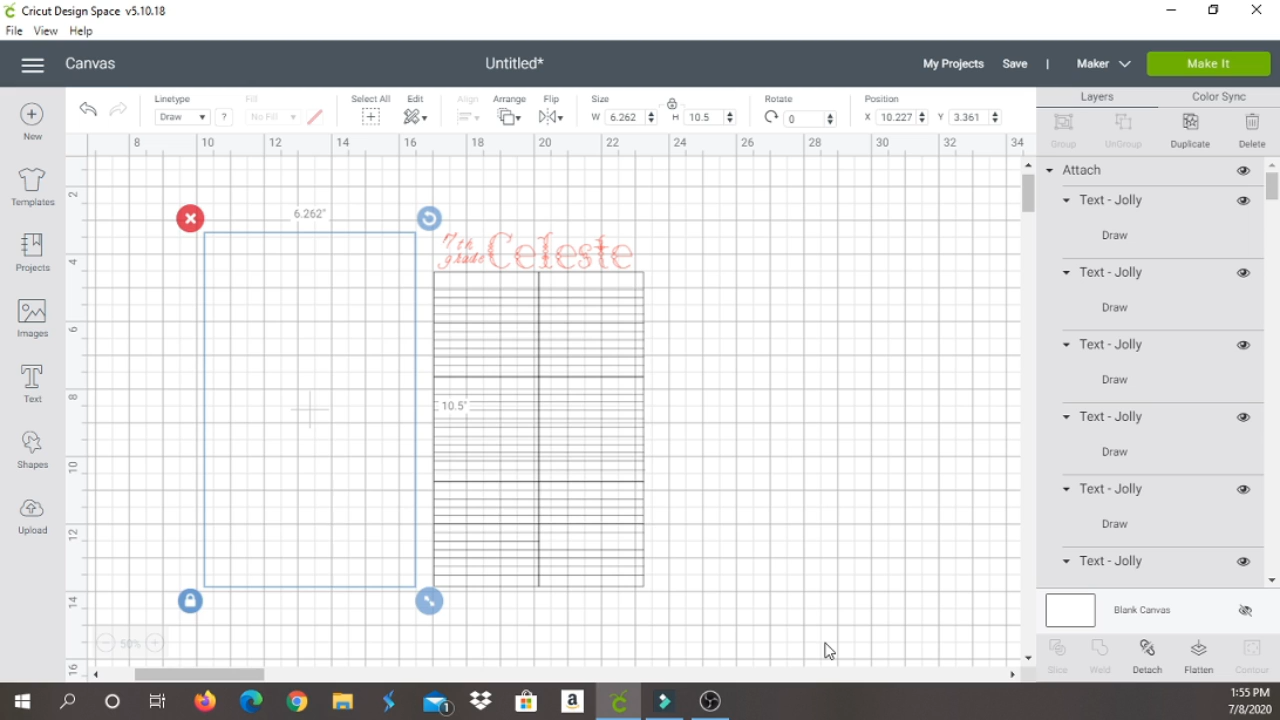 Cricut Design Space v5.10.18
File View Help
Canvas
Untitled*
My Projects Save | Maker Make It
Linetype
Draw ?
Fill
No Fill
Select All
Edit
Align
Arrange
Flip
Size
W 6.262 H 10.5
Rotate
0
Position
X 10.227 Y 3.361
Layers Color Sync
Group UnGroup Duplicate Delete
8 10 12 14 16 18 20 22 24 26 28 30 32 34
2
4
6
8
10
12
14
16
New
Templates
Projects
Images
Text
Shapes
Upload
6.262"
10.5"
7th
grade
Celeste
50%
Attach
Text - Jolly
Draw
Text - Jolly
Draw
Text - Jolly
Draw
Text - Jolly
Draw
Text - Jolly
Draw
Text - Jolly
Blank Canvas
Slice Weld Detach Flatten Contour
1
1:55 PM
7/8/2020